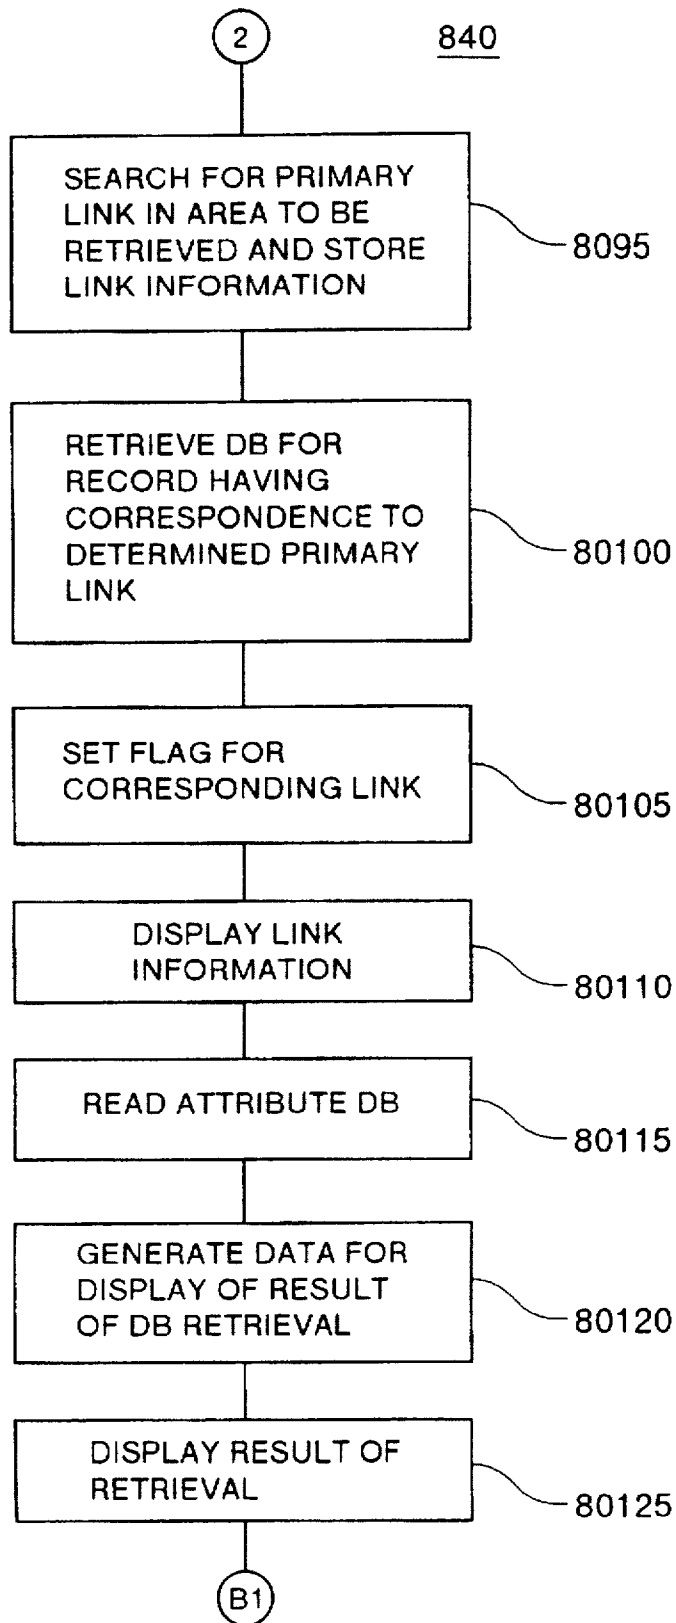 2
840
SEARCH FOR PRIMARY
LINK IN AREA TO BE
RETRIEVED AND STORE
LINK INFORMATION
8095
RETRIEVE DB FOR
RECORD HAVING
CORRESPONDENCE TO
DETERMINED PRIMARY
LINK
80100
SET FLAG FOR
CORRESPONDING LINK
80105
DISPLAY LINK
INFORMATION
80110
READ ATTRIBUTE DB
80115
GENERATE DATA FOR
DISPLAY OF RESULT
OF DB RETRIEVAL
80120
DISPLAY RESULT OF
RETRIEVAL
80125
B1